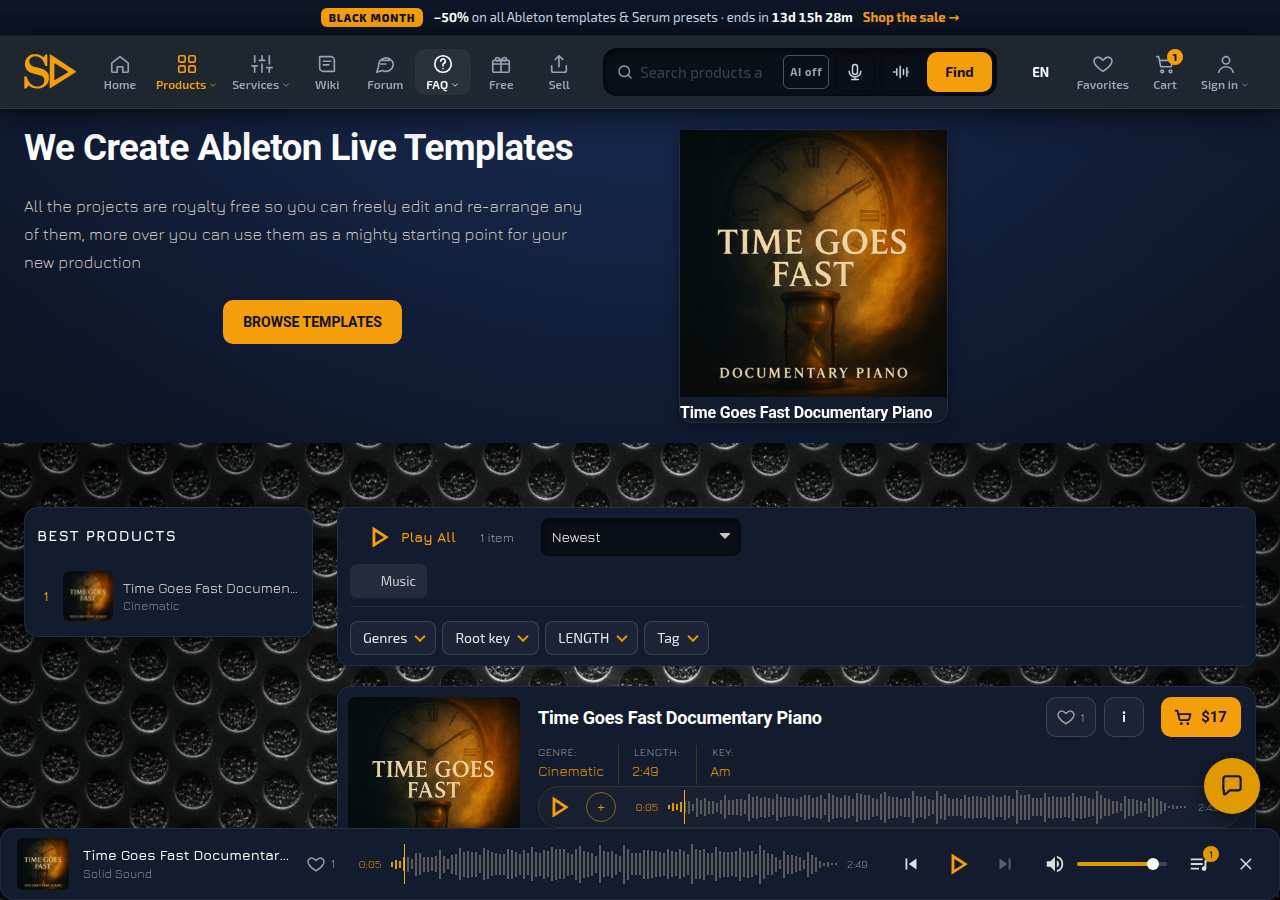 BLACK MONTH −50% on all Ableton templates & Serum presets · ends in 13d 15h 28m Shop the sale →
Home Products Services Wiki Forum FAQ Free Sell Search products a AI off Find EN Favorites 1 Cart Sign in
We Create Ableton Live Templates
All the projects are royalty free so you can freely edit and re-arrange any
of them, more over you can use them as a mighty starting point for your
new production
BROWSE TEMPLATES
TIME GOES
FAST
DOCUMENTARY PIANO
Time Goes Fast Documentary Piano
BEST PRODUCTS
1 Time Goes Fast Documen...
Cinematic
Play All 1 item Newest
Music
Genres Root key LENGTH Tag
TIME GOES
FAST
Time Goes Fast Documentary Piano 1 i $17
GENRE: LENGTH: KEY:
Cinematic 2:49 Am
+ 0:05
Time Goes Fast Documentar...
Solid Sound
1 0:05 2:49 1